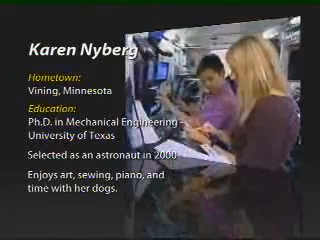 Karen Nyberg
Hometown:
Vining, Minnesota
Education:
Ph.D. in Mechanical Engineering -
University of Texas
Selected as an astronaut in 2000
Enjoys art, sewing, piano, and
time with her dogs.